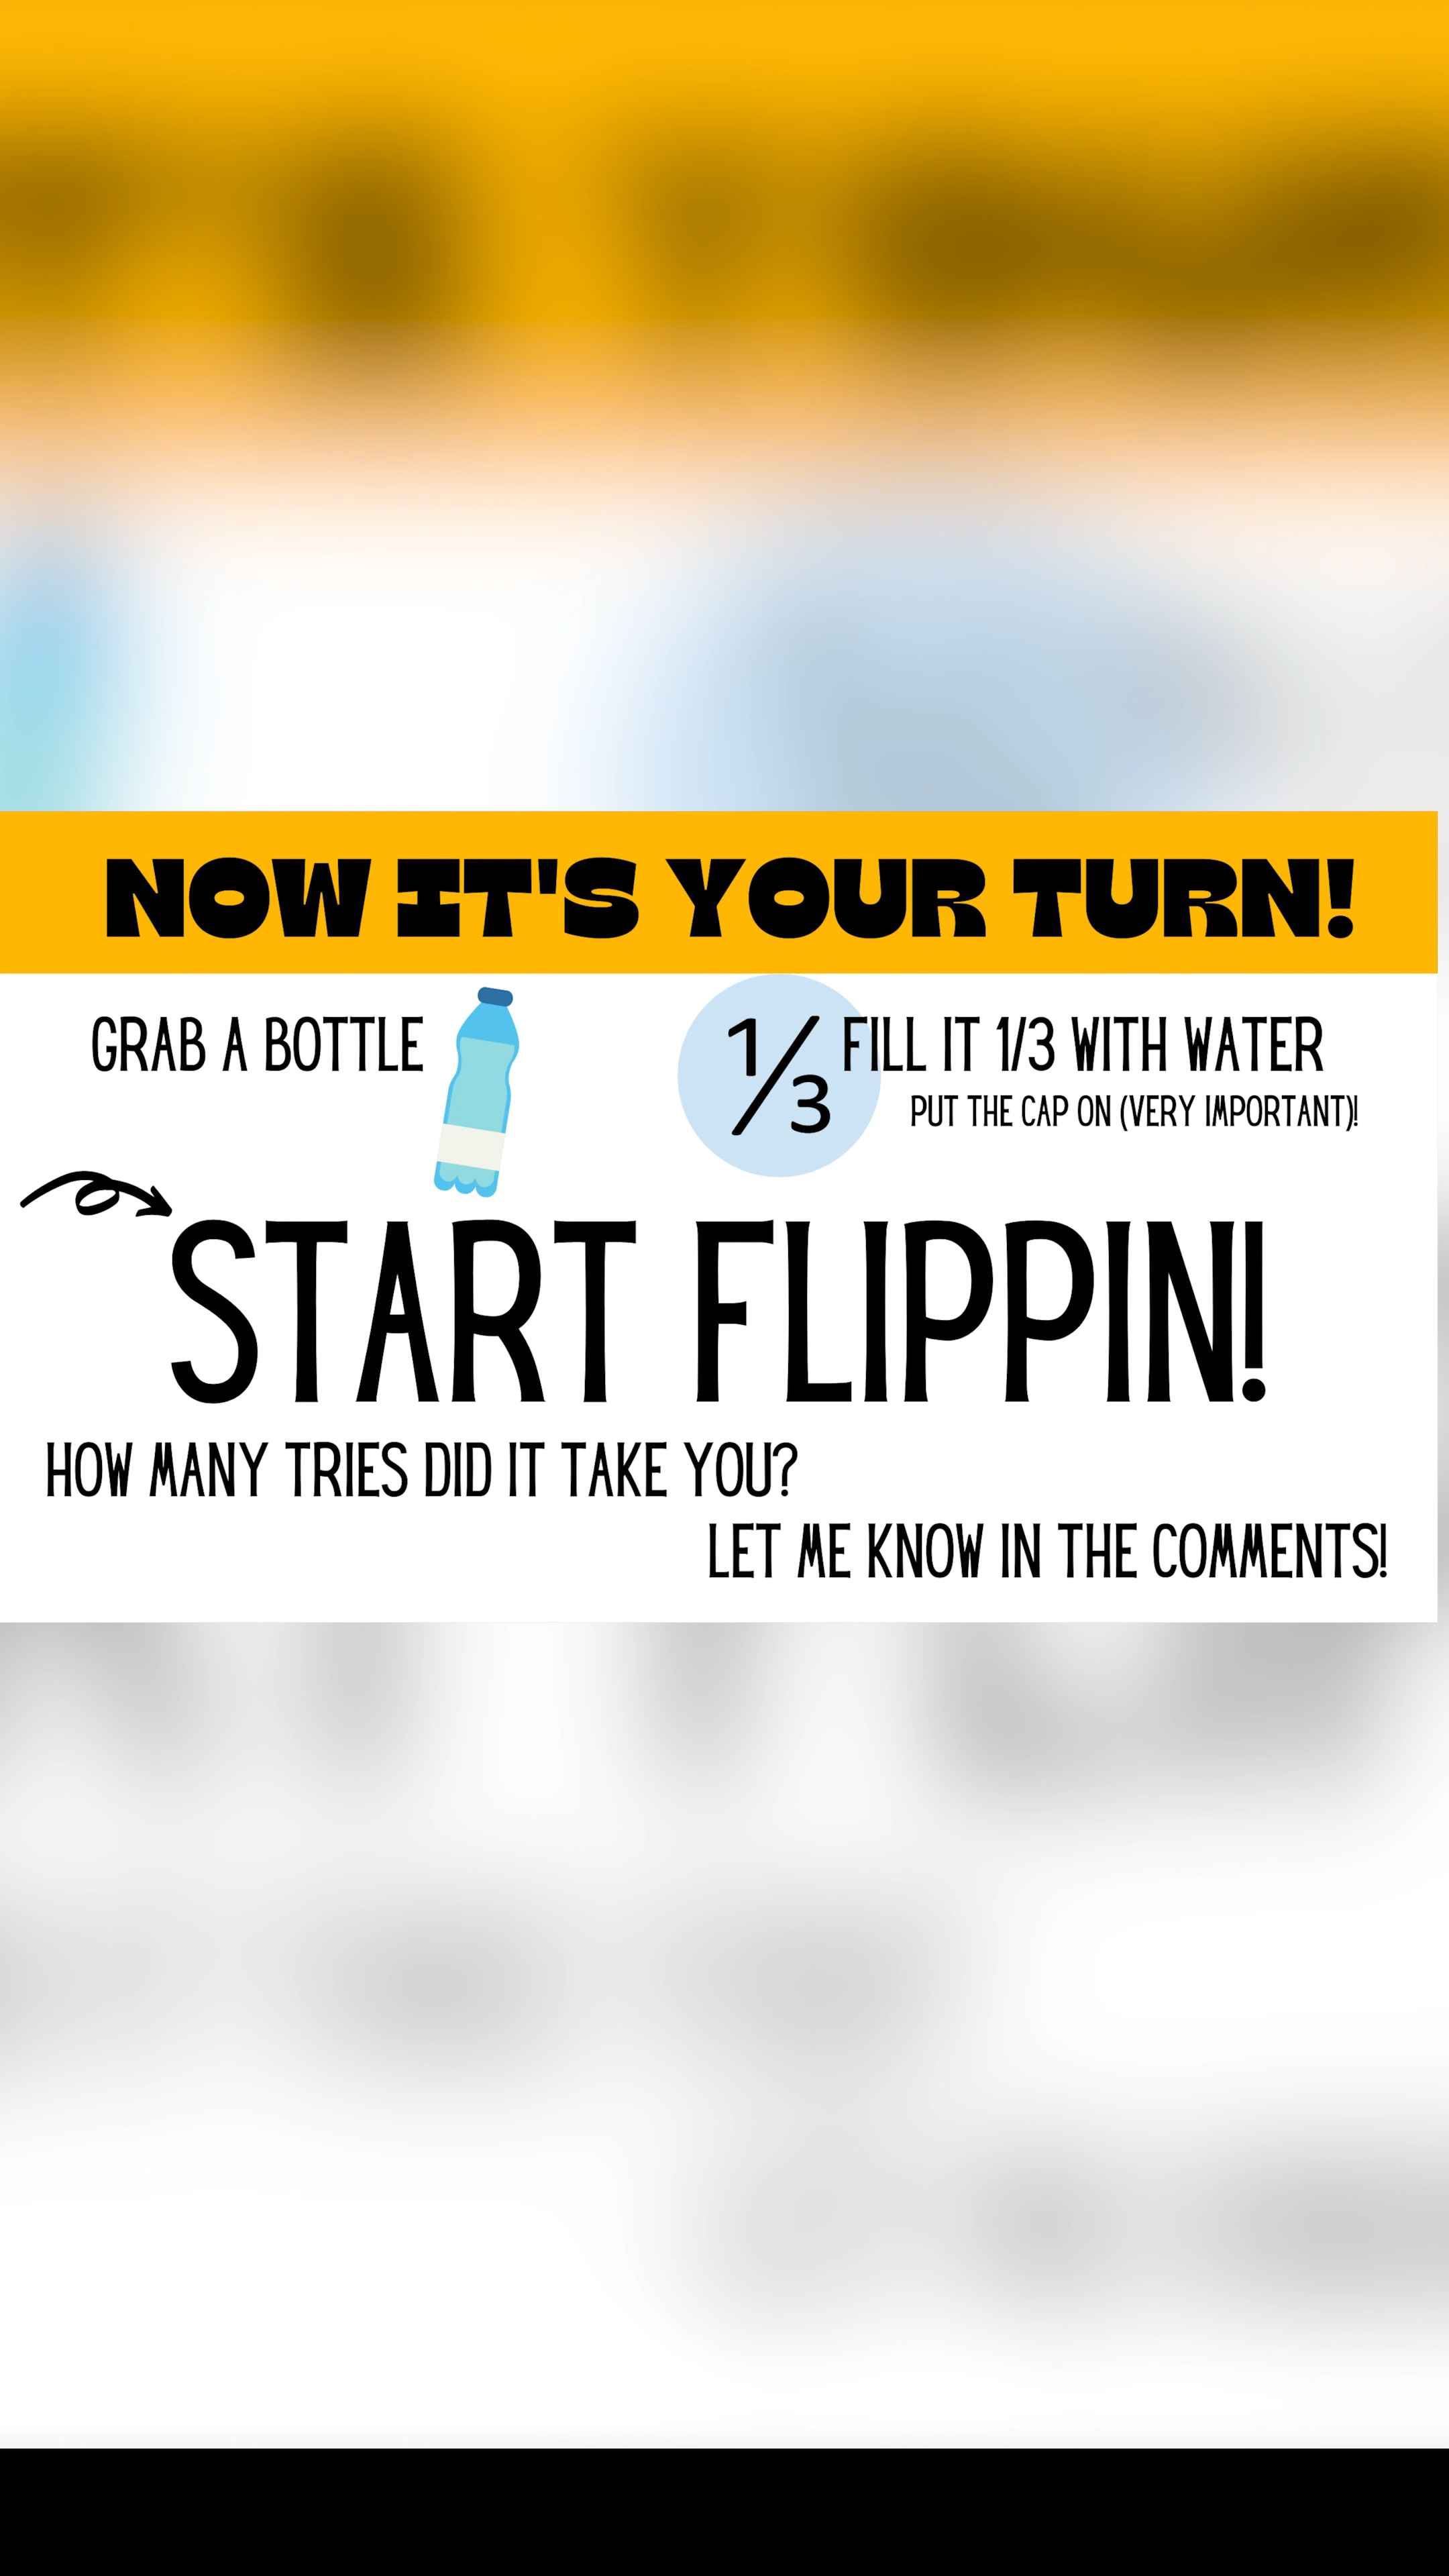 NOW IT'S YOUR TURN!
GRAB A BOTTLE
⅓
FILL IT 1/3 WITH WATER
PUT THE CAP ON (VERY IMPORTANT)!
START FLIPPIN!
HOW MANY TRIES DID IT TAKE YOU?
LET ME KNOW IN THE COMMENTS!